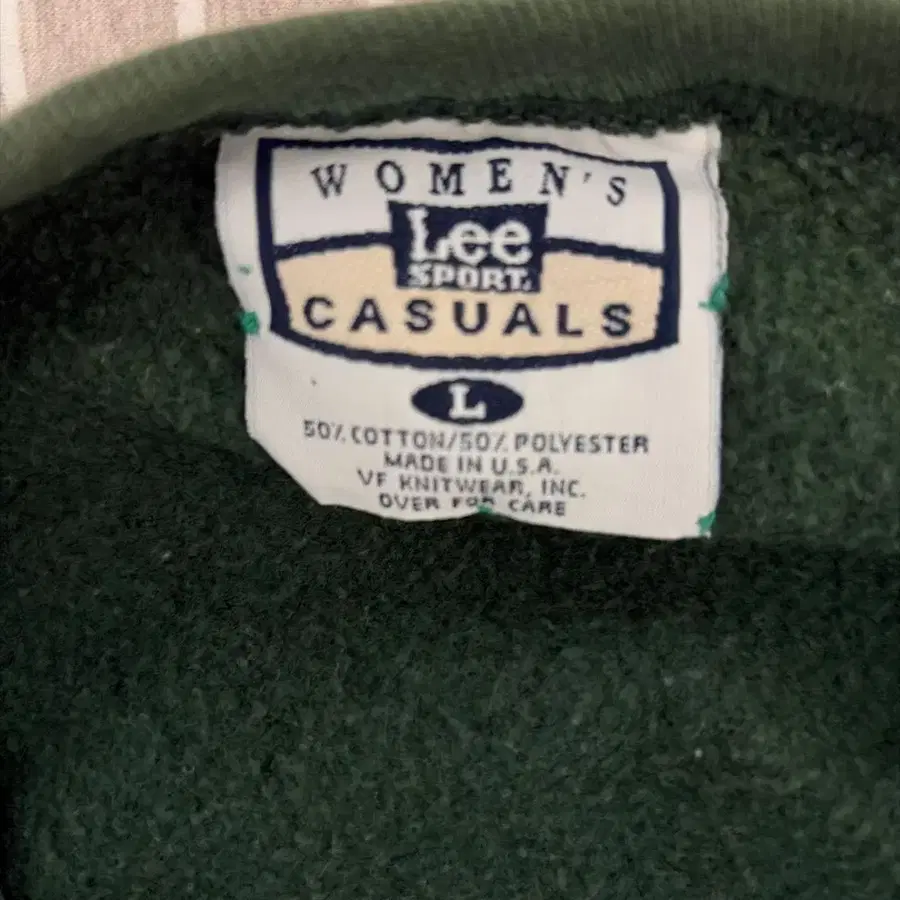 WOMEN'S
Lee
SPORT.
CASUALS
L
50% COTTON/50% POLYESTER
MADE IN U.S.A.
VF KNITWEAR, INC.
OVER FOR CARE